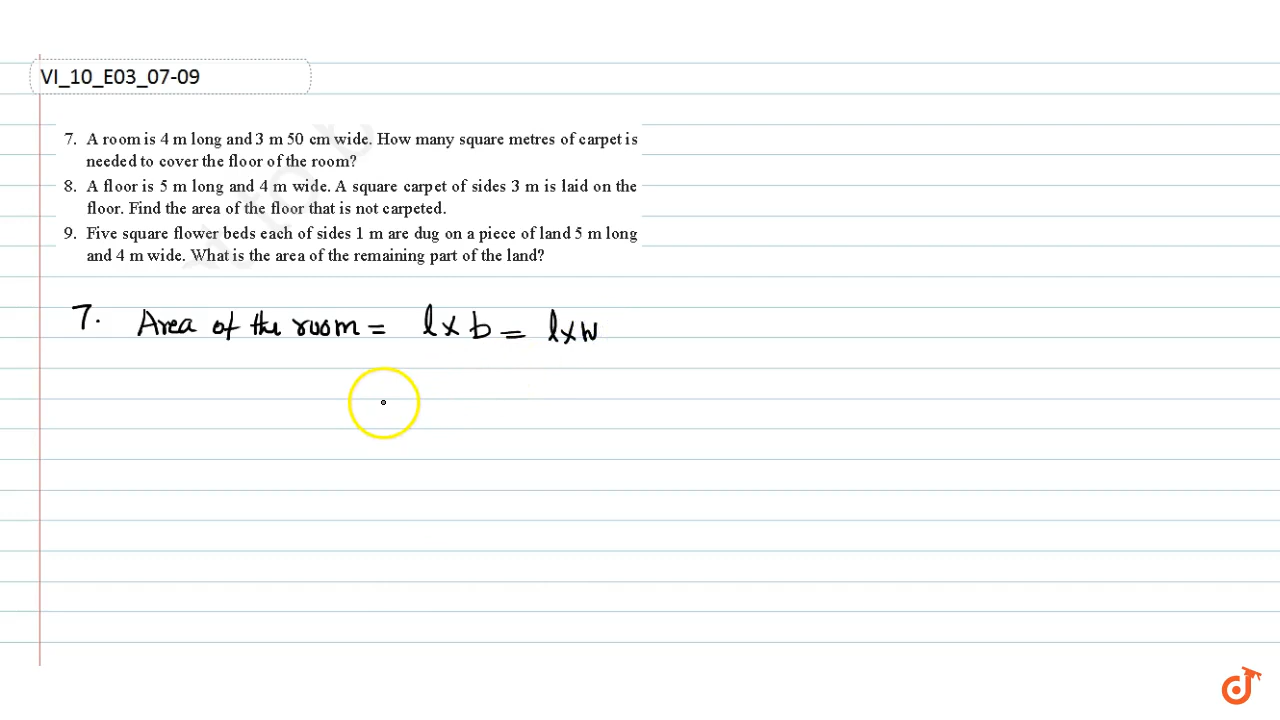 VI_10_E03_07-09
7. A room is 4 m long and 3 m 50 cm wide. How many square metres of carpet is
needed to cover the floor of the room?
8. A floor is 5 m long and 4 m wide. A square carpet of sides 3 m is laid on the
floor. Find the area of the floor that is not carpeted.
9. Five square flower beds each of sides 1 m are dug on a piece of land 5 m long
and 4 m wide. What is the area of the remaining part of the land?
7. Area of the room = l x b = l x w